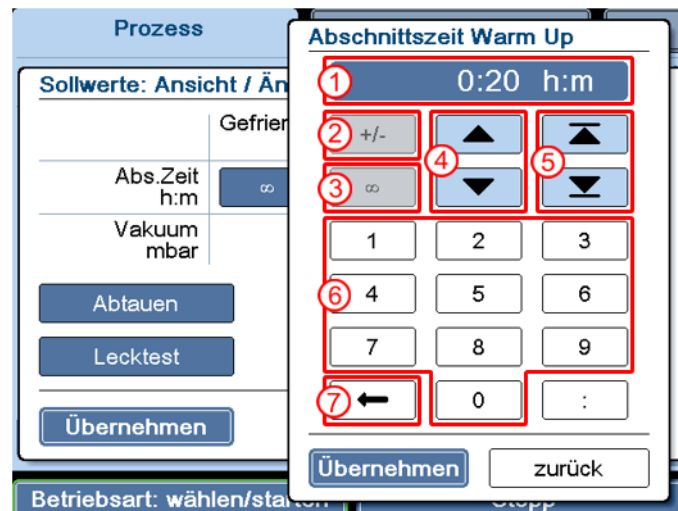 Prozess
Sollwerte: Ansicht / Än
Gefrier
Abs.Zeit
h:m
∞
Vakuum
mbar
Abtauen
Lecktest
Übernehmen
Betriebsart: wählen/starten
Stopp
Abschnittszeit Warm Up
1 0:20 h:m
2 +/-
3 ∞
4
5
1 2 3
6 4 5 6
7 8 9
7 ← 0 :
Übernehmen zurück